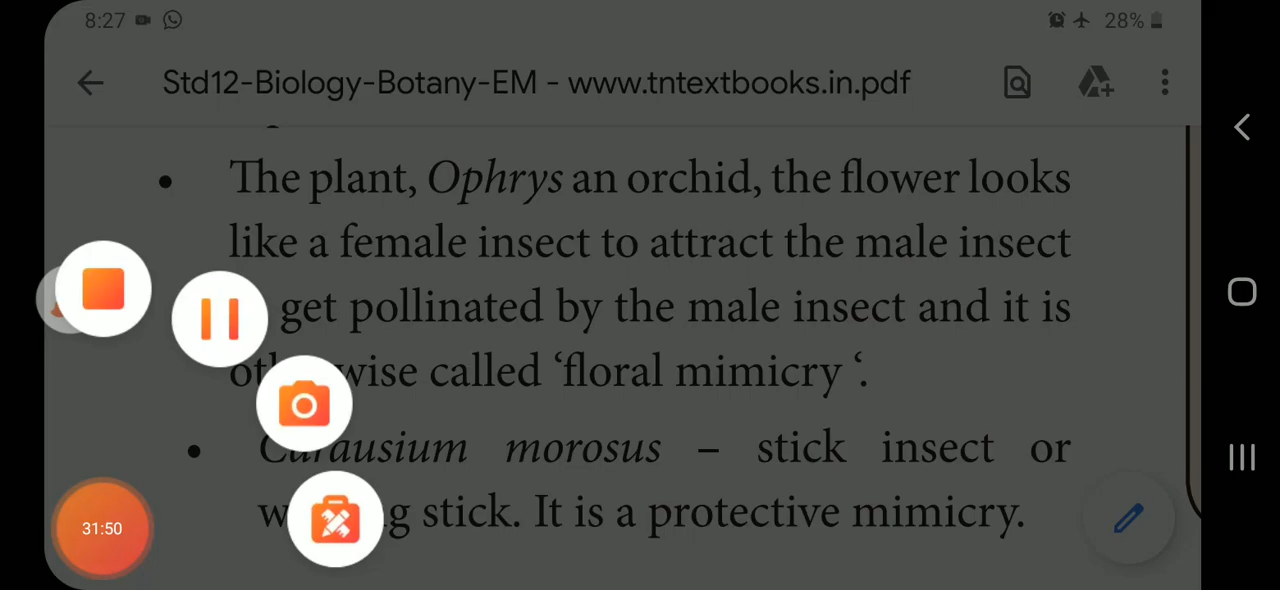 8:27 28%
Std12-Biology-Botany-EM - www.tntextbooks.in.pdf
• The plant, Ophrys an orchid, the flower looks
like a female insect to attract the male insect
get pollinated by the male insect and it is
called ‘floral mimicry ‘.
• morosus – stick insect or
stick. It is a protective mimicry.
31:50